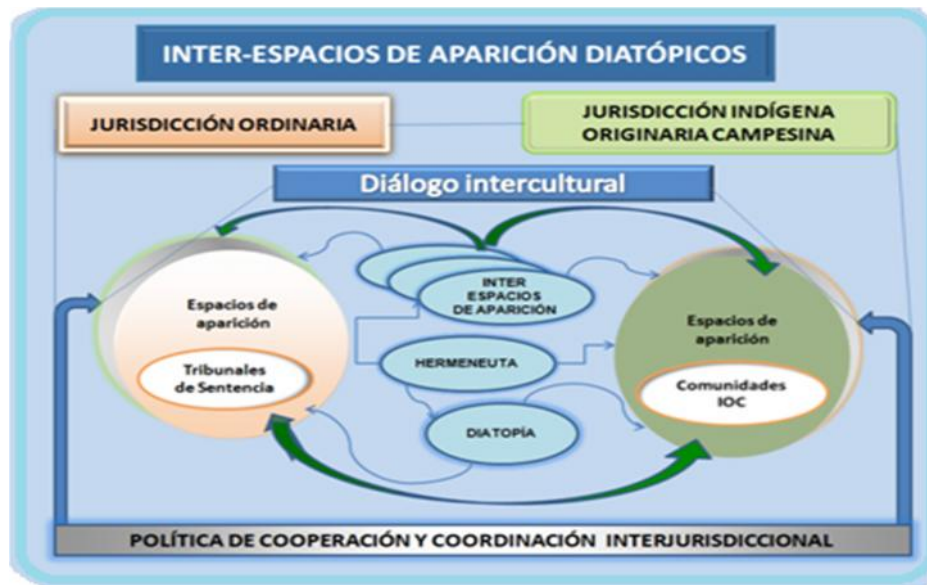 INTER-ESPACIOS DE APARICIÓN DIATÓPICOS
JURISDICCIÓN ORDINARIA
JURISDICCIÓN INDÍGENA
ORIGINARIA CAMPESINA
Diálogo intercultural
Espacios de
aparición
Tribunales
de Sentencia
INTER
ESPACIOS
DE APARICIÓN
HERMENEUTA
DIATOPÍA
Espacios de
aparición
Comunidades
IOC
POLÍTICA DE COOPERACIÓN Y COORDINACIÓN INTERJURISDICCIONAL